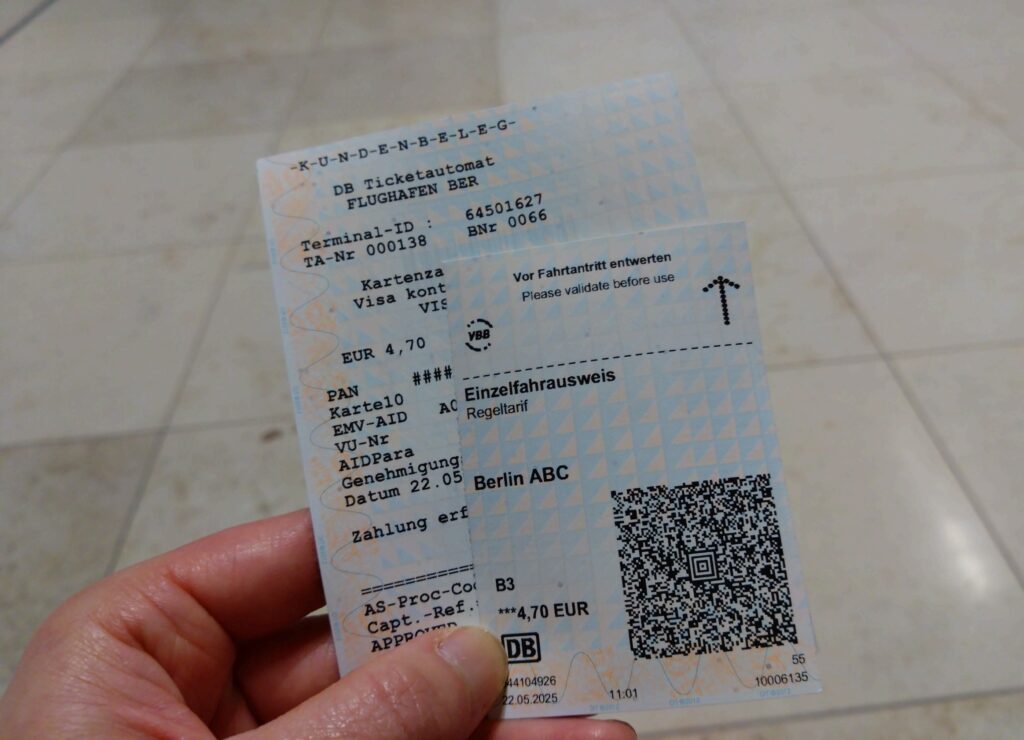 -K-U-N-D-E-N-B-E-L-E-G-
DB Ticketautomat
FLUGHAFEN BER
Terminal-ID : 64501627
TA-Nr 000138 BNr 0066
Kartenza
Visa kont
VIS
EUR 4,70
PAN ####
Karte10
EMV-AID A0
VU-Nr
AIDPara
Genehmigung
Datum 22.05
Zahlung erf
================
AS-Proc-Co
Capt.-Ref.
APPROVED
Vor Fahrtantritt entwerten
Please validate before use
VBB
Einzelfahrausweis
Regeltarif
Berlin ABC
B3
***4,70 EUR
DB
44104926
22.05.2025 11:01
55
10006135